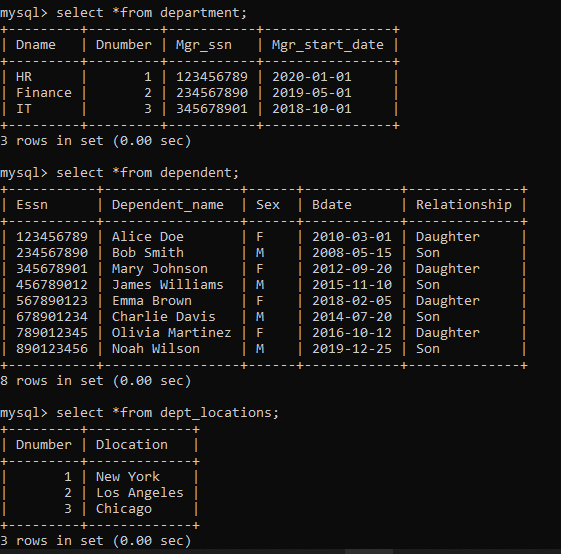 mysql> select *from department;
+---------+---------+-----------+----------------+
| Dname   | Dnumber | Mgr_ssn   | Mgr_start_date |
+---------+---------+-----------+----------------+
| HR      |       1 | 123456789 | 2020-01-01     |
| Finance |       2 | 234567890 | 2019-05-01     |
| IT      |       3 | 345678901 | 2018-10-01     |
+---------+---------+-----------+----------------+
3 rows in set (0.00 sec)

mysql> select *from dependent;
+-----------+-----------------+------+------------+--------------+
| Essn      | Dependent_name  | Sex  | Bdate      | Relationship |
+-----------+-----------------+------+------------+--------------+
| 123456789 | Alice Doe       | F    | 2010-03-01 | Daughter     |
| 234567890 | Bob Smith       | M    | 2008-05-15 | Son          |
| 345678901 | Mary Johnson    | F    | 2012-09-20 | Daughter     |
| 456789012 | James Williams  | M    | 2015-11-10 | Son          |
| 567890123 | Emma Brown      | F    | 2018-02-05 | Daughter     |
| 678901234 | Charlie Davis   | M    | 2014-07-20 | Son          |
| 789012345 | Olivia Martinez | F    | 2016-10-12 | Daughter     |
| 890123456 | Noah Wilson     | M    | 2019-12-25 | Son          |
+-----------+-----------------+------+------------+--------------+
8 rows in set (0.00 sec)

mysql> select *from dept_locations;
+---------+-------------+
| Dnumber | Dlocation   |
+---------+-------------+
|       1 | New York    |
|       2 | Los Angeles |
|       3 | Chicago     |
+---------+-------------+
3 rows in set (0.00 sec)